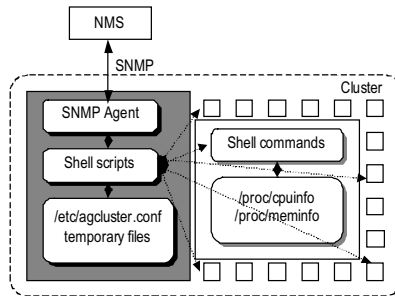 NMS
SNMP
Cluster
SNMP Agent
Shell scripts
/etc/agcluster.conf
temporary files
Shell commands
/proc/cpuinfo
/proc/meminfo